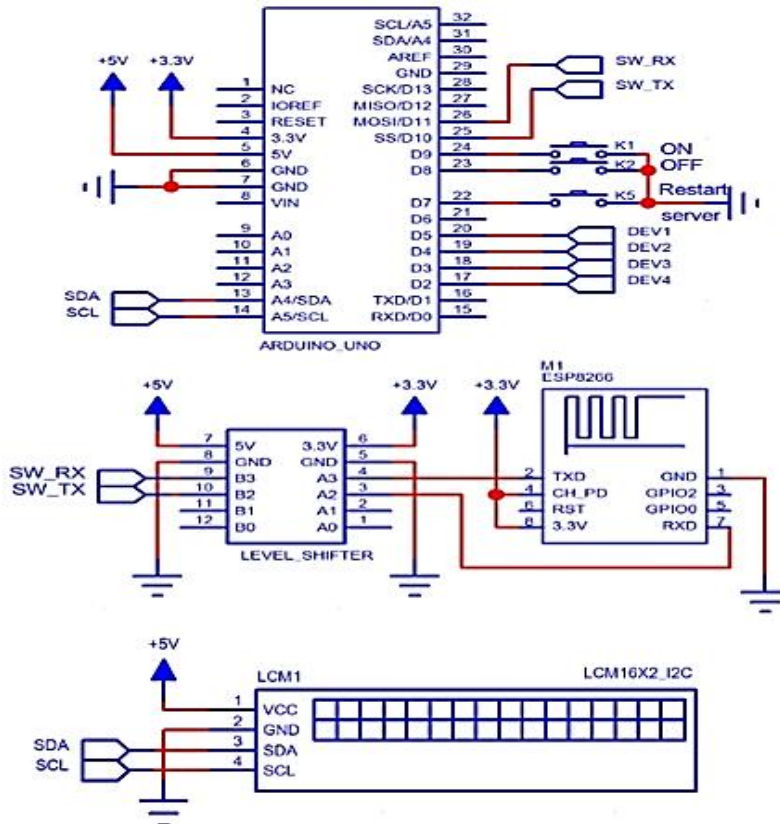 +5V +3.3V
1 NC
2 IOREF
3 RESET
4 3.3V
5 5V
6 GND
7 GND
8 VIN
9 A0
10 A1
11 A2
12 A3
SDA 13 A4/SDA
SCL 14 A5/SCL
SCL/A5 32
SDA/A4 31
AREF 30
GND 29
SCK/D13 28
MISO/D12 27
MOSI/D11 26 SW_RX
SS/D10 25 SW_TX
D9 24 K1 ON
D8 23 K2 OFF
D7 22 K5 Restart
server
D6 21
D5 20 DEV1
D4 19 DEV2
D3 18 DEV3
D2 17 DEV4
TXD/D1 16
RXD/D0 15
ARDUINO_UNO
+5V +3.3V +3.3V
7 5V 3.3V 6
8 GND GND 5
SW_RX 9 B3 A3 4
SW_TX 10 B2 A2 3
11 B1 A1 2
12 B0 A0 1
LEVEL_SHIFTER
M1
ESP8266
2 TXD GND 1
4 CH_PD GPIO2 3
6 RST GPIO0 5
8 3.3V RXD 7
+5V
LCM1 LCM16X2_I2C
1 VCC
2 GND
SDA 3 SDA
SCL 4 SCL